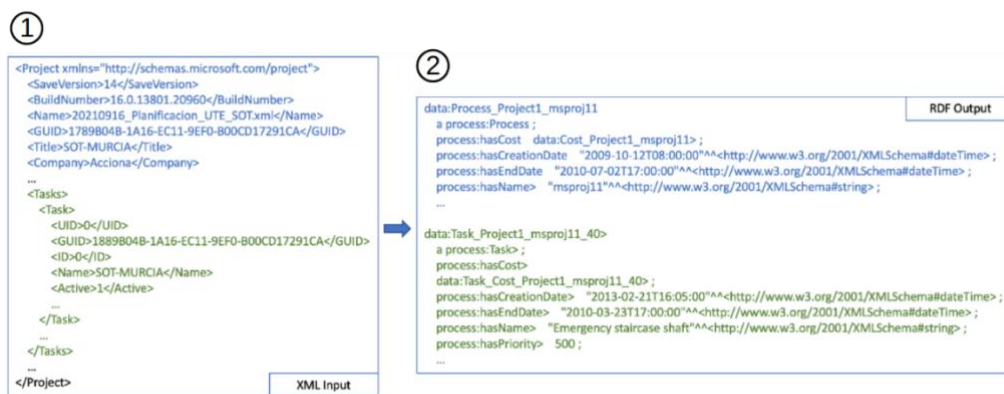 ①
<Project xmlns="http://schemas.microsoft.com/project">
<SaveVersion>14</SaveVersion>
<BuildNumber>16.0.13801.20960</BuildNumber>
<Name>20210916_Planificacion_UTE_SOT.xml</Name>
<GUID>1789B04B-1A16-EC11-9EF0-B00CD17291CA</GUID>
<Title>SOT-MURCIA</Title>
<Company>Acciona</Company>
...
<Tasks>
<Task>
<UID>0</UID>
<GUID>1889B04B-1A16-EC11-9EF0-B00CD17291CA</GUID>
<ID>0</ID>
<Name>SOT-MURCIA</Name>
<Active>1</Active>
...
</Task>
...
</Tasks>
...
</Project>
XML Input
②
RDF Output
data:Process_Project1_msproj11
a process:Process ;
process:hasCost data:Cost_Project1_msproj11> ;
process:hasCreationDate "2009-10-12T08:00:00"^^<http://www.w3.org/2001/XMLSchema#dateTime> ;
process:hasEndDate "2010-07-02T17:00:00"^^<http://www.w3.org/2001/XMLSchema#dateTime> ;
process:hasName> "msproj11"^^<http://www.w3.org/2001/XMLSchema#string> ;
...
data:Task_Project1_msproj11_40>
a process:Task> ;
process:hasCost>
data:Task_Cost_Project1_msproj11_40> ;
process:hasCreationDate> "2013-02-21T16:05:00"^^<http://www.w3.org/2001/XMLSchema#dateTime> ;
process:hasEndDate> "2010-03-23T17:00:00"^^<http://www.w3.org/2001/XMLSchema#dateTime> ;
process:hasName> "Emergency staircase shaft"^^<http://www.w3.org/2001/XMLSchema#string> ;
process:hasPriority> 500 ;
...